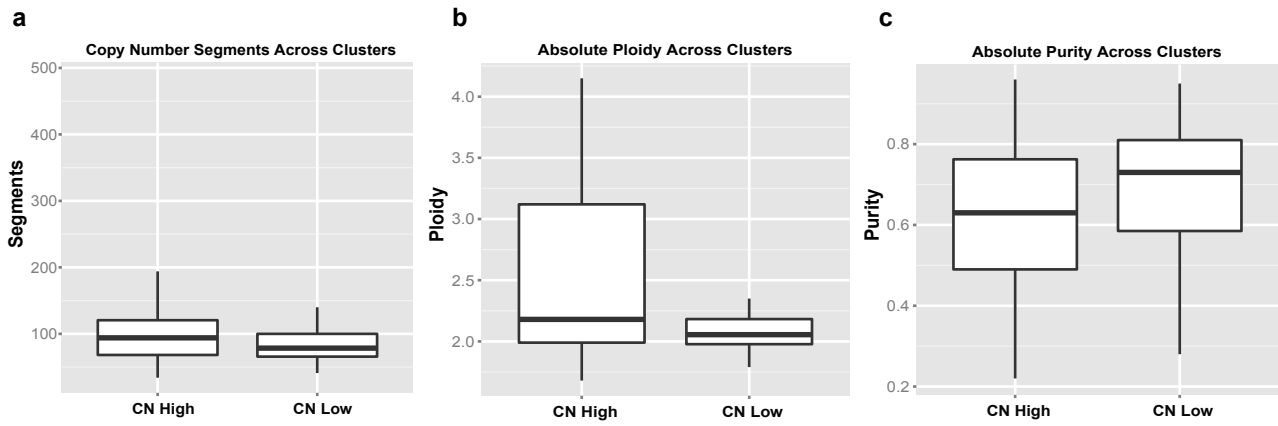 a
Copy Number Segments Across Clusters
500
400
300
200
100
Segments
CN High
CN Low
b
Absolute Ploidy Across Clusters
4.0
3.5
3.0
2.5
2.0
Ploidy
CN High
CN Low
c
Absolute Purity Across Clusters
0.8
0.6
0.4
0.2
Purity
CN High
CN Low